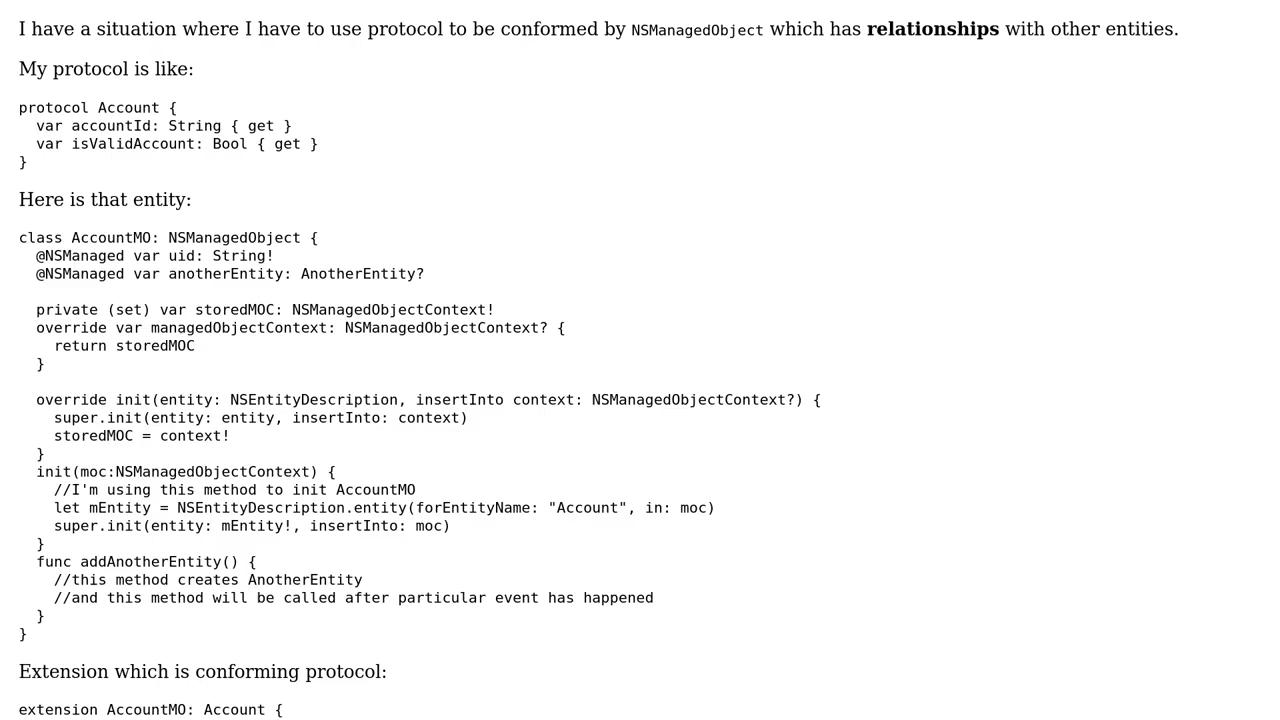 I have a situation where I have to use protocol to be conformed by NSManagedObject which has relationships with other entities.
My protocol is like:
protocol Account {
  var accountId: String { get }
  var isValidAccount: Bool { get }
}
Here is that entity:
class AccountMO: NSManagedObject {
  @NSManaged var uid: String!
  @NSManaged var anotherEntity: AnotherEntity?

  private (set) var storedMOC: NSManagedObjectContext!
  override var managedObjectContext: NSManagedObjectContext? {
    return storedMOC
  }

  override init(entity: NSEntityDescription, insertInto context: NSManagedObjectContext?) {
    super.init(entity: entity, insertInto: context)
    storedMOC = context!
  }
  init(moc:NSManagedObjectContext) {
    //I'm using this method to init AccountMO
    let mEntity = NSEntityDescription.entity(forEntityName: "Account", in: moc)
    super.init(entity: mEntity!, insertInto: moc)
  }
  func addAnotherEntity() {
    //this method creates AnotherEntity
    //and this method will be called after particular event has happened
  }
}
Extension which is conforming protocol:
extension AccountMO: Account {